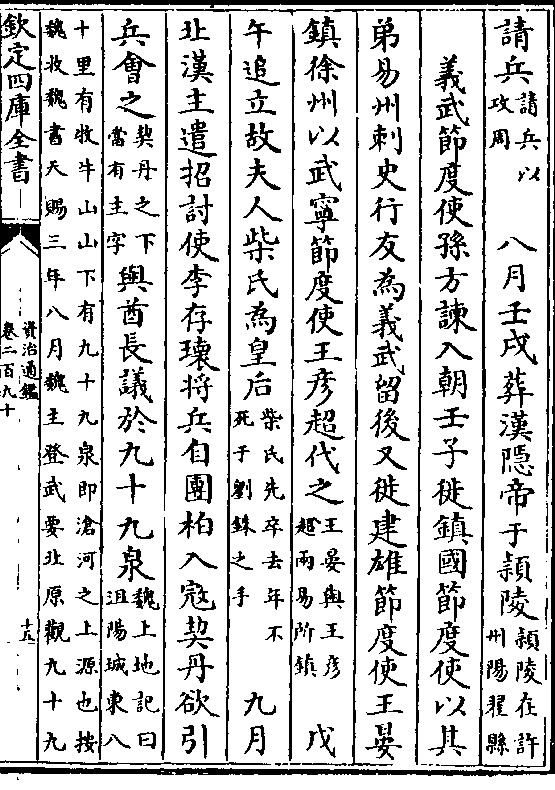 請兵請兵以攻周　八月壬戌葬漢隱帝于頴陵頴陵在許州陽翟縣
義武節度使孫方諫入朝壬子徙鎮國節度使以其
弟易州刺史行友為義武留後又徙建雄節度使王晏
鎮徐州以武寧節度使王彦超代之王晏與王彦超兩易所鎮　戊
午追立故夫人柴氏為皇后柴氏先卒去年不死于劉銖之手　九月
北漢主遣招討使李存瓌將兵自團柏入寇契丹欲引
兵會之契丹之下當有主字與酋長議於九十九泉魏土地記曰沮陽城東八
十里有牧牛山山下有九十九泉即滄河之上源也按
魏收魏書天賜三年八月魏主登武要北原觀九十九
欽定四庫全書
資治通鑑
卷二百九十
十五